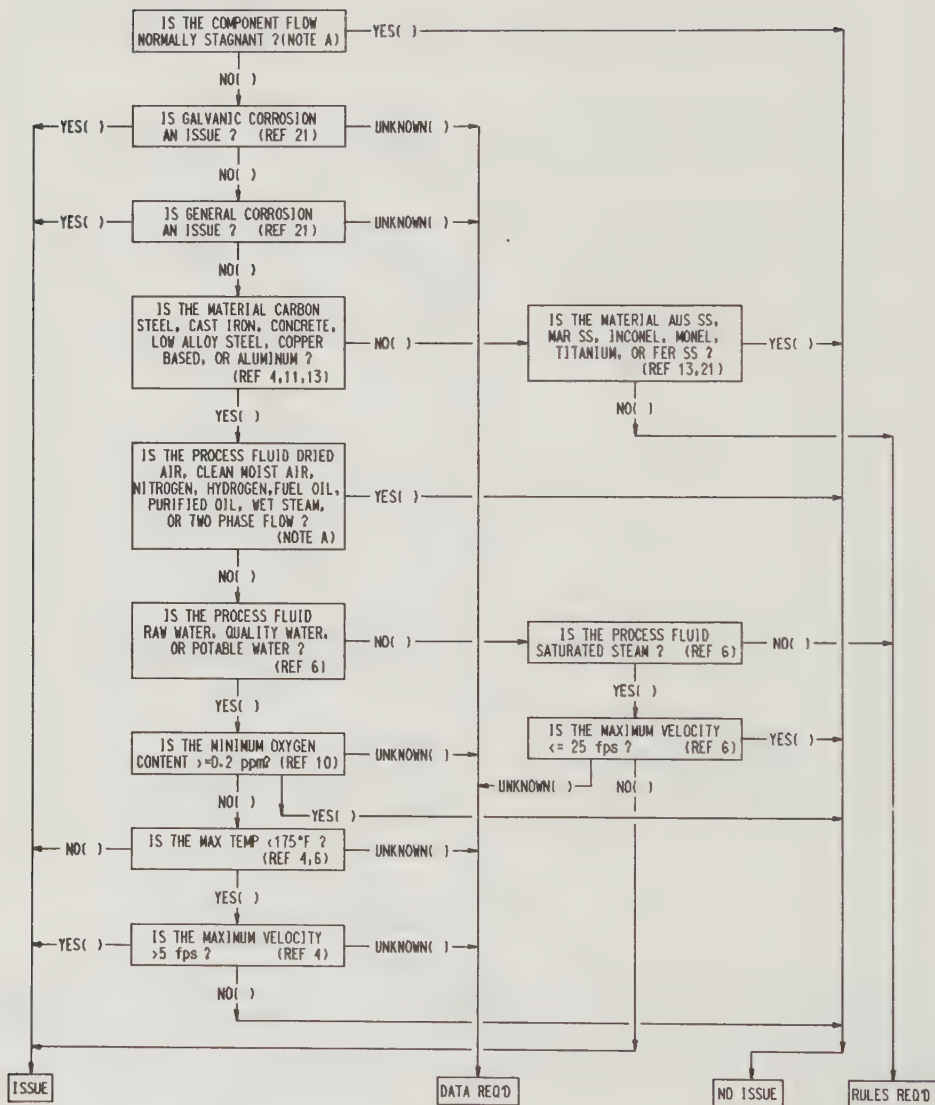 IS THE COMPONENT FLOW
NORMALLY STAGNANT ?(NOTE A)
YES( )
NO( )
YES( )
IS GALVANIC CORROSION
AN ISSUE ? (REF 21)
UNKNOWN( )
NO( )
YES( )
IS GENERAL CORROSION
AN ISSUE ? (REF 21)
UNKNOWN( )
NO( )
IS THE MATERIAL CARBON
STEEL, CAST IRON, CONCRETE,
LOW ALLOY STEEL, COPPER
BASED, OR ALUMINUM ?
(REF 4,11,13)
NO( )
IS THE MATERIAL AUS SS,
MAR SS, INCONEL, MONEL,
TITANIUM, OR FER SS ?
(REF 13,21)
YES( )
NO( )
YES( )
IS THE PROCESS FLUID DRIED
AIR, CLEAN MOIST AIR,
NITROGEN, HYDROGEN,FUEL OIL,
PURIFIED OIL, WET STEAM,
OR TWO PHASE FLOW ?
(NOTE A)
YES( )
NO( )
IS THE PROCESS FLUID
RAW WATER, QUALITY WATER,
OR POTABLE WATER ?
(REF 6)
NO( )
IS THE PROCESS FLUID
SATURATED STEAM ? (REF 6)
NO( )
YES( )
YES( )
IS THE MINIMUM OXYGEN
CONTENT >=0.2 ppm? (REF 10)
UNKNOWN( )
IS THE MAXIMUM VELOCITY
<= 25 fps ? (REF 6)
YES( )
UNKNOWN( )
NO( )
NO( )
YES( )
NO( )
IS THE MAX TEMP <175°F ?
(REF 4,6)
UNKNOWN( )
YES( )
YES( )
IS THE MAXIMUM VELOCITY
>5 fps ? (REF 4)
UNKNOWN( )
NO( )
ISSUE
DATA REQ'D
NO ISSUE
RULES REQ'D